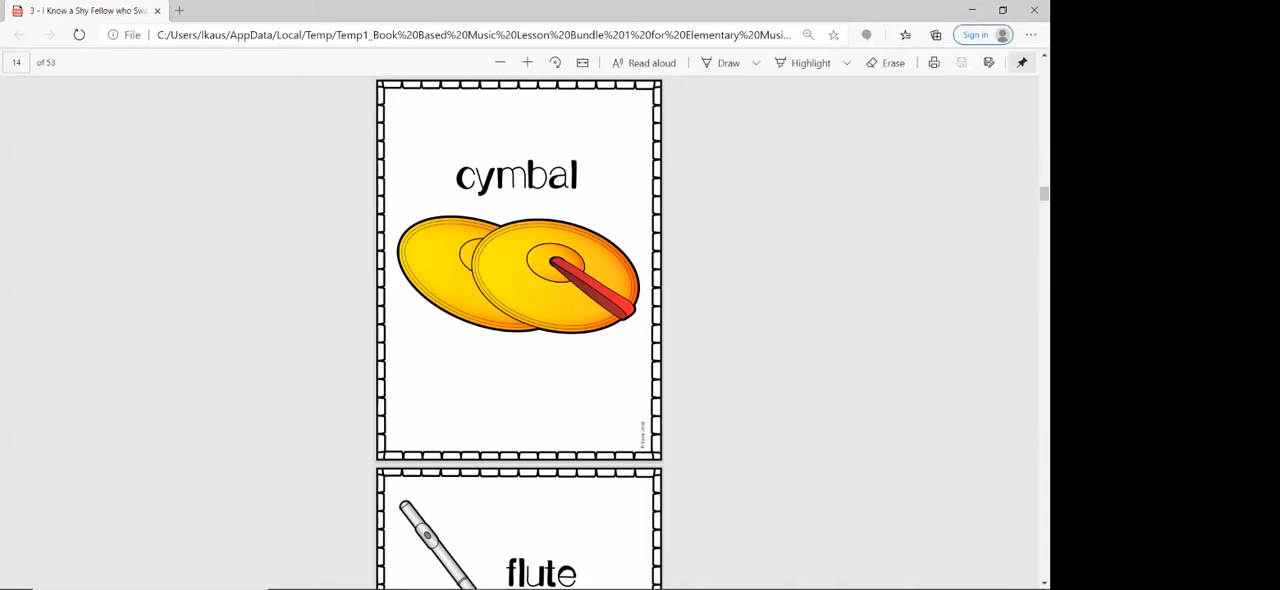 3 - I Know a Shy Fellow who Swa
File
C:/Users/lkaus/AppData/Local/Temp/Temp1_Book%20Based%20Music%20Lesson%20Bundle%201%20for%20Elementary%20Musi...
Sign in
14 of 53
Read aloud
Draw
Highlight
Erase
cymbal
flute